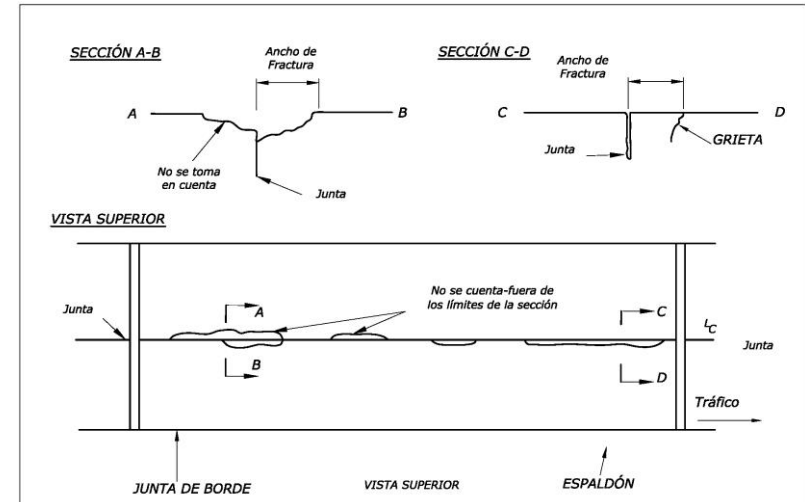 SECCIÓN A-B
Ancho de
Fractura
A
B
No se toma
en cuenta
Junta
SECCIÓN C-D
Ancho de
Fractura
C
D
GRIETA
Junta
VISTA SUPERIOR
No se cuenta-fuera de
los límites de la sección
Junta
A
B
C
D
LC
Junta
Tráfico
JUNTA DE BORDE
VISTA SUPERIOR
ESPALDÓN